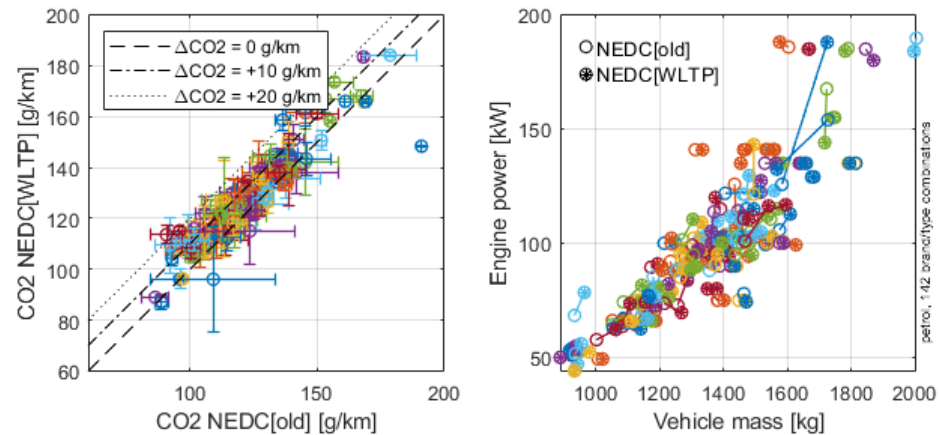 200
180
160
140
120
100
80
60
CO2 NEDC[WLTP] [g/km]
ΔCO2 = 0 g/km
ΔCO2 = +10 g/km
ΔCO2 = +20 g/km
100
150
200
CO2 NEDC[old] [g/km]
200
150
100
50
Engine power [kW]
NEDC[old]
NEDC[WLTP]
1000
1200
1400
1600
1800
2000
Vehicle mass [kg]
petrol, 142 brand/type combinations